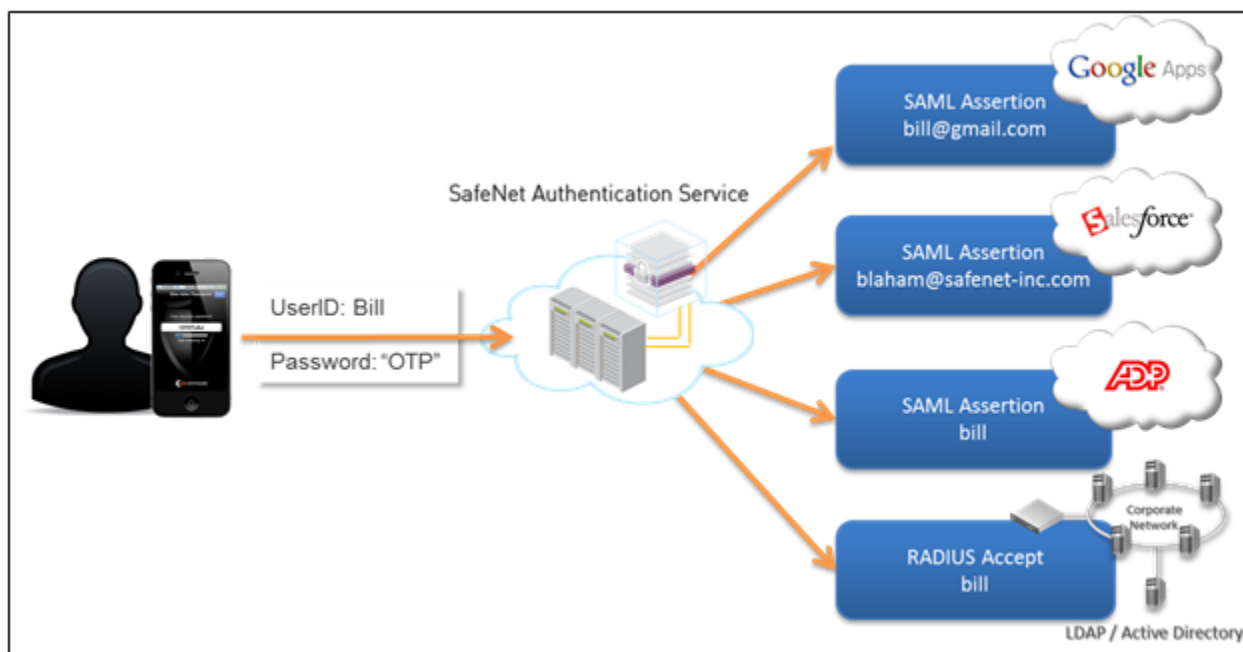 Google Apps
SAML Assertion
bill@gmail.com
SafeNet Authentication Service
salesforce
SAML Assertion
blaham@safenet-inc.com
UserID: Bill
Password: “OTP”
ADP
SAML Assertion
bill
Corporate
Network
RADIUS Accept
bill
LDAP / Active Directory